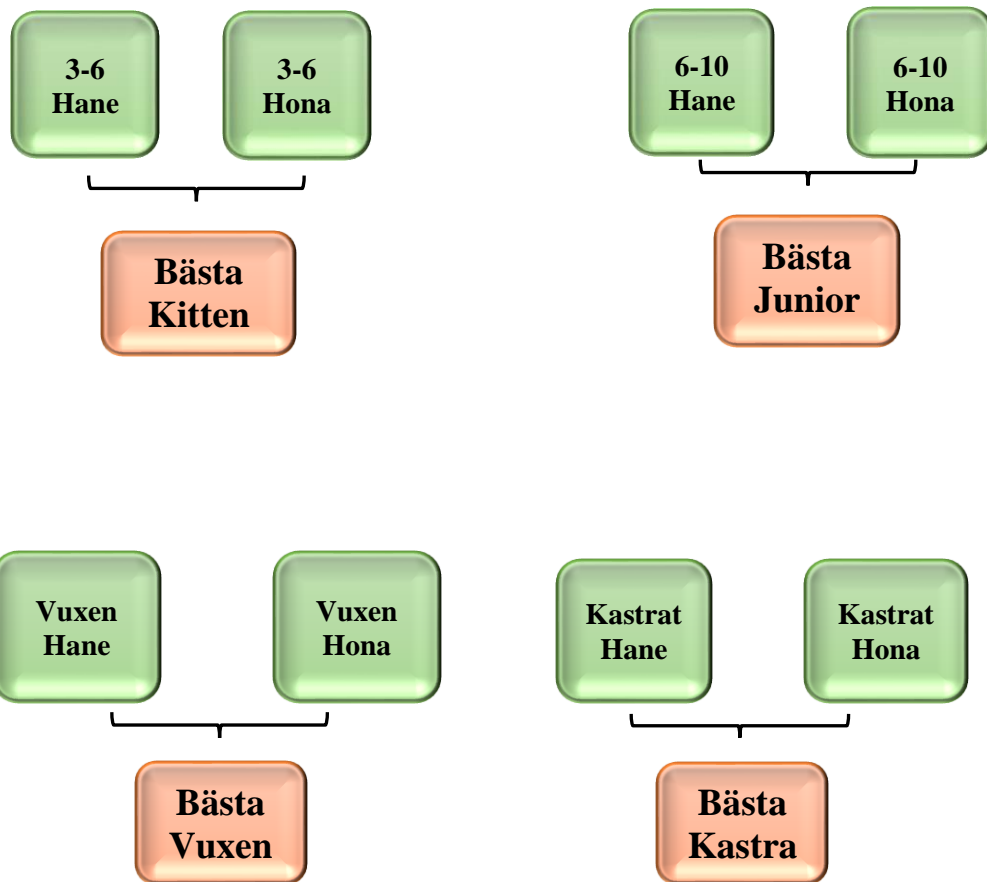 3-6
Hane
3-6
Hona
Bästa
Kitten
6-10
Hane
6-10
Hona
Bästa
Junior
Vuxen
Hane
Vuxen
Hona
Bästa
Vuxen
Kastrat
Hane
Kastrat
Hona
Bästa
Kastra